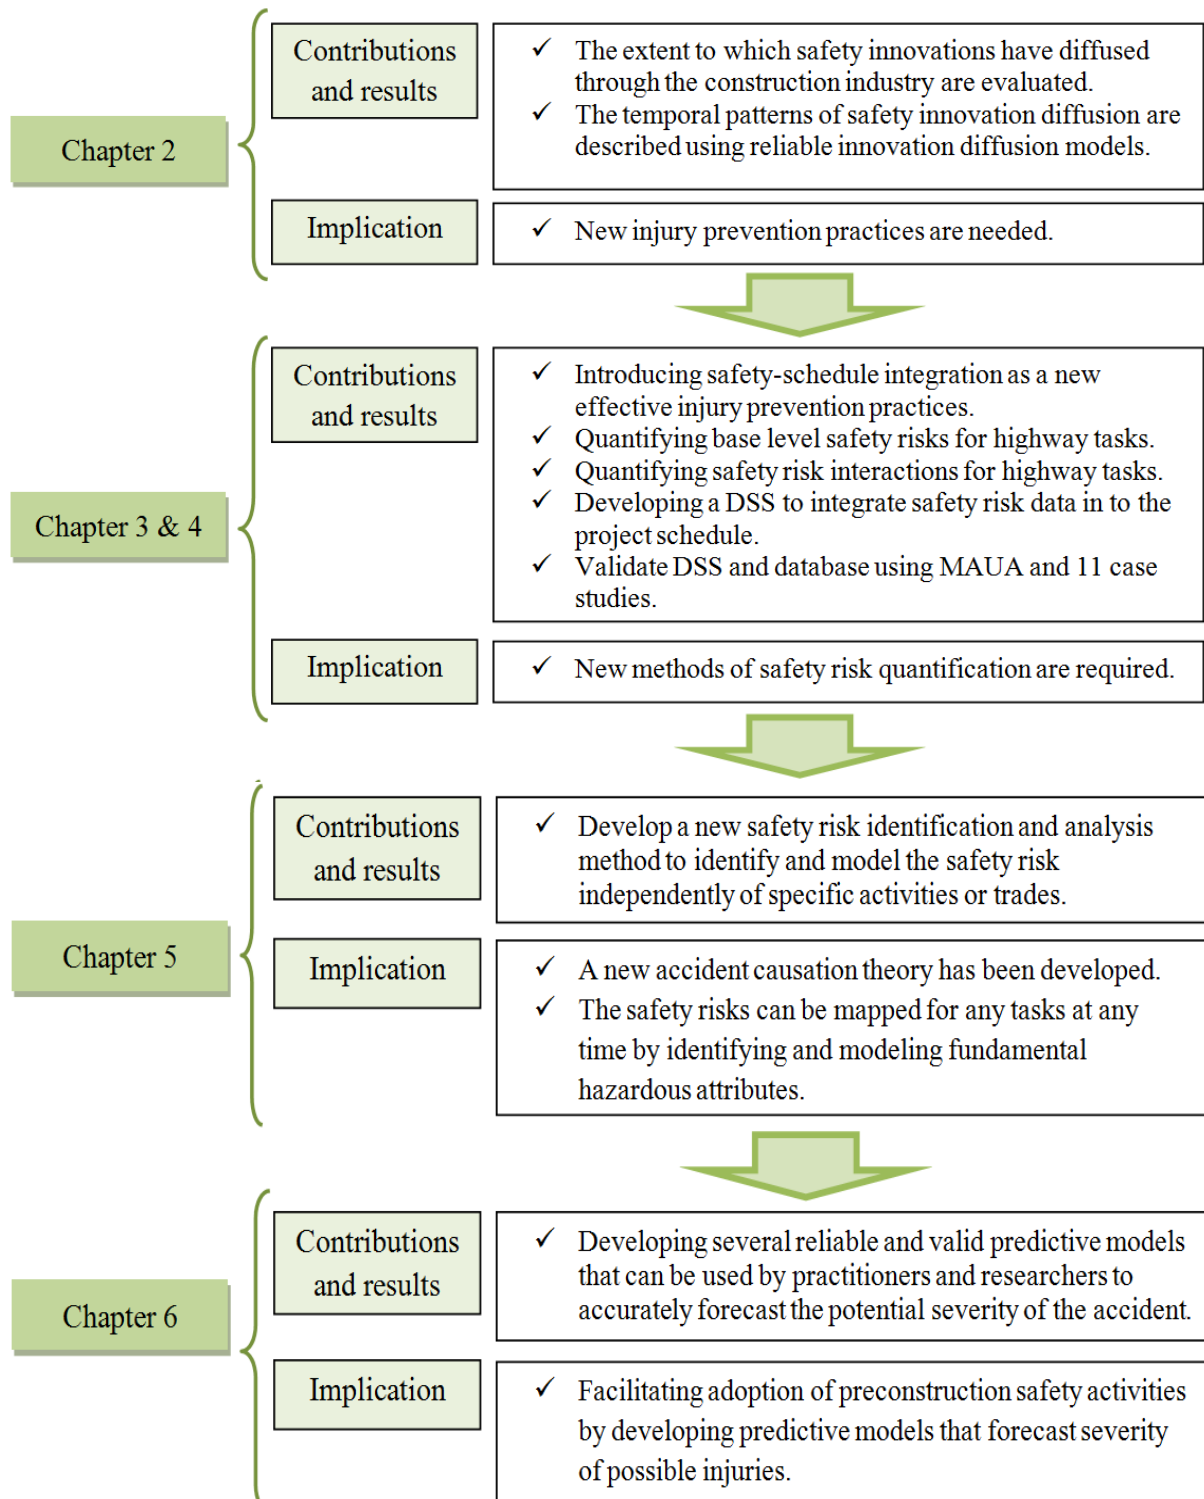 Chapter 2
Contributions
and results
✓ The extent to which safety innovations have diffused
through the construction industry are evaluated.
✓ The temporal patterns of safety innovation diffusion are
described using reliable innovation diffusion models.
Implication
✓ New injury prevention practices are needed.
Chapter 3 & 4
Contributions
and results
✓ Introducing safety-schedule integration as a new
effective injury prevention practices.
✓ Quantifying base level safety risks for highway tasks.
✓ Quantifying safety risk interactions for highway tasks.
✓ Developing a DSS to integrate safety risk data in to the
project schedule.
✓ Validate DSS and database using MAUA and 11 case
studies.
Implication
✓ New methods of safety risk quantification are required.
Chapter 5
Contributions
and results
✓ Develop a new safety risk identification and analysis
method to identify and model the safety risk
independently of specific activities or trades.
Implication
✓ A new accident causation theory has been developed.
✓ The safety risks can be mapped for any tasks at any
time by identifying and modeling fundamental
hazardous attributes.
Chapter 6
Contributions
and results
✓ Developing several reliable and valid predictive models
that can be used by practitioners and researchers to
accurately forecast the potential severity of the accident.
Implication
✓ Facilitating adoption of preconstruction safety activities
by developing predictive models that forecast severity
of possible injuries.